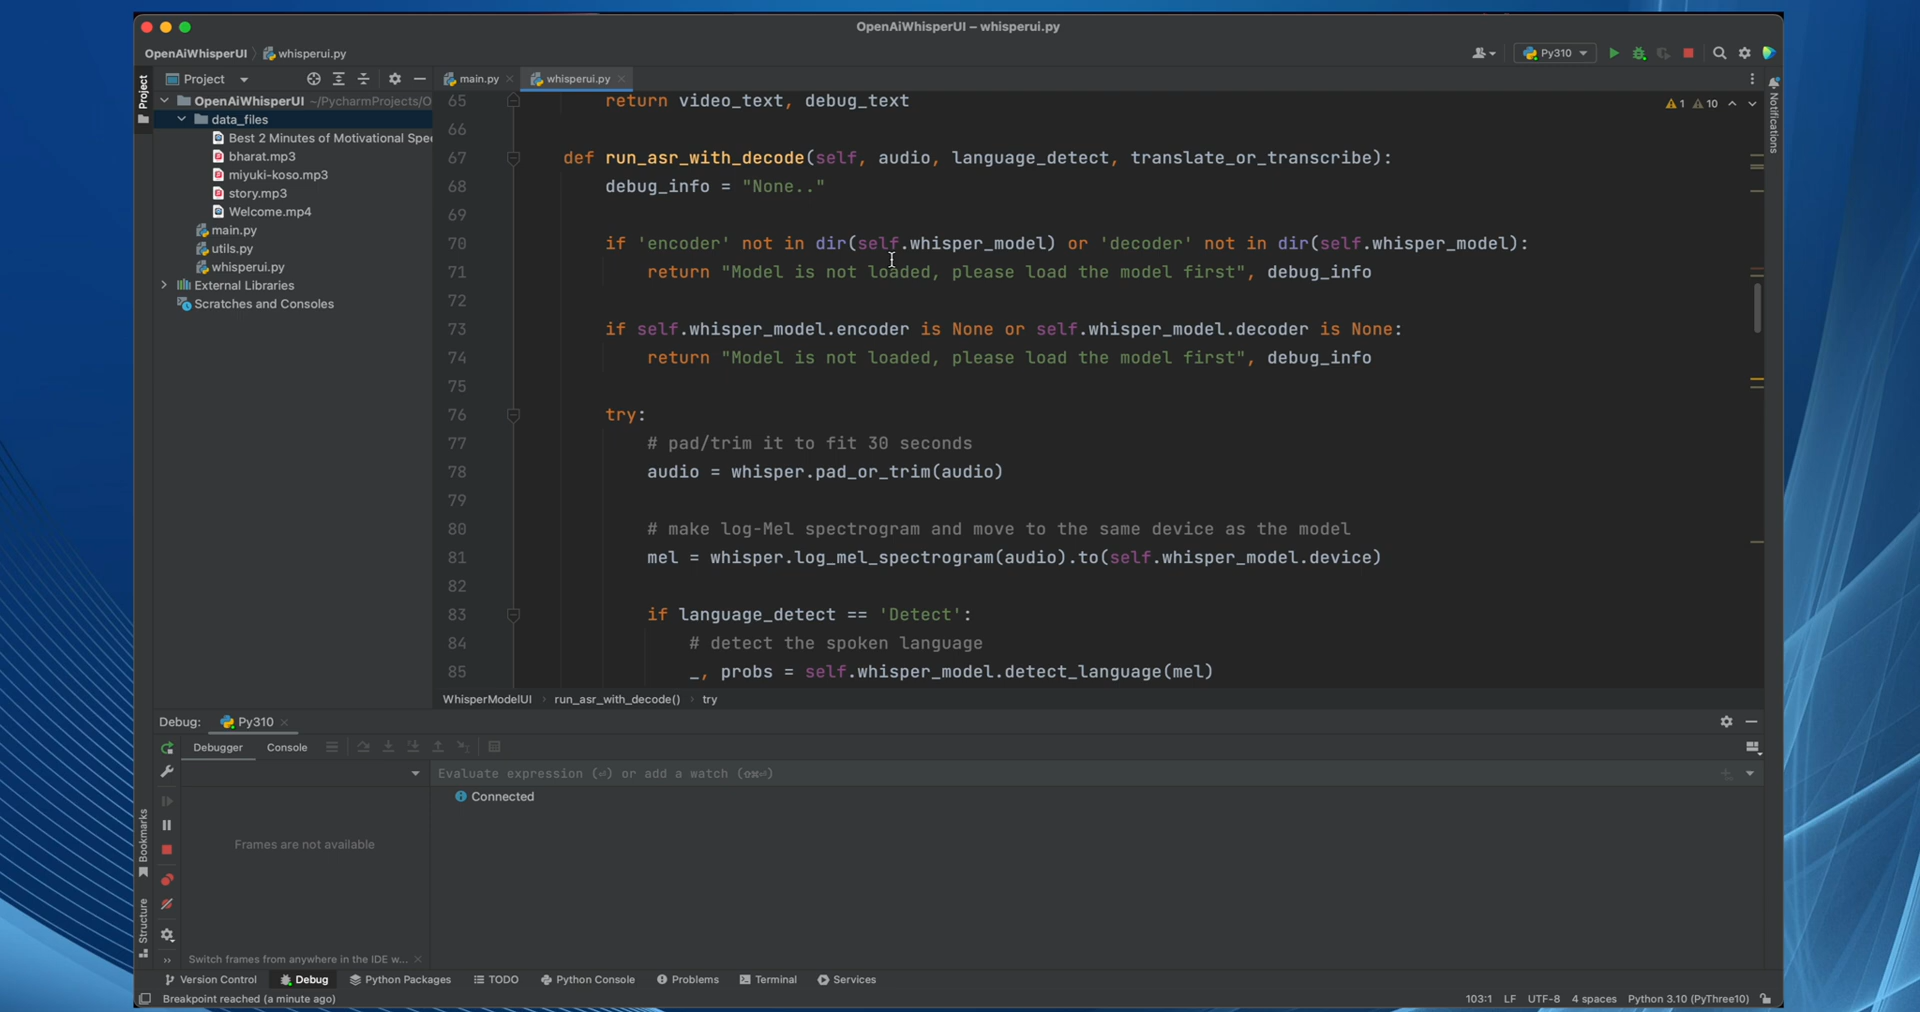 OpenAiWhisperUI – whisperui.py
OpenAiWhisperUI whisperui.py
Py310
Project
main.py
whisperui.py
OpenAiWhisperUI ~/PycharmProjects/O
data_files
Best 2 Minutes of Motivational Spee
bharat.mp3
miyuki-koso.mp3
story.mp3
Welcome.mp4
main.py
utils.py
whisperui.py
External Libraries
Scratches and Consoles
Project
Bookmarks
Structure
Notifications
1 10
65 return video_text, debug_text
66
67 def run_asr_with_decode(self, audio, language_detect, translate_or_transcribe):
68 debug_info = "None.."
69
70 if 'encoder' not in dir(self.whisper_model) or 'decoder' not in dir(self.whisper_model):
71 return "Model is not loaded, please load the model first", debug_info
72
73 if self.whisper_model.encoder is None or self.whisper_model.decoder is None:
74 return "Model is not loaded, please load the model first", debug_info
75
76 try:
77 # pad/trim it to fit 30 seconds
78 audio = whisper.pad_or_trim(audio)
79
80 # make log-Mel spectrogram and move to the same device as the model
81 mel = whisper.log_mel_spectrogram(audio).to(self.whisper_model.device)
82
83 if language_detect == 'Detect':
84 # detect the spoken language
85 _, probs = self.whisper_model.detect_language(mel)
WhisperModelUI run_asr_with_decode() try
Debug: Py310
Debugger Console
Evaluate expression (⏎) or add a watch (⇧⌘⏎)
Connected
Frames are not available
Switch frames from anywhere in the IDE w...
Version Control Debug Python Packages TODO Python Console Problems Terminal Services
Breakpoint reached (a minute ago)
103:1 LF UTF-8 4 spaces Python 3.10 (PyThree10)